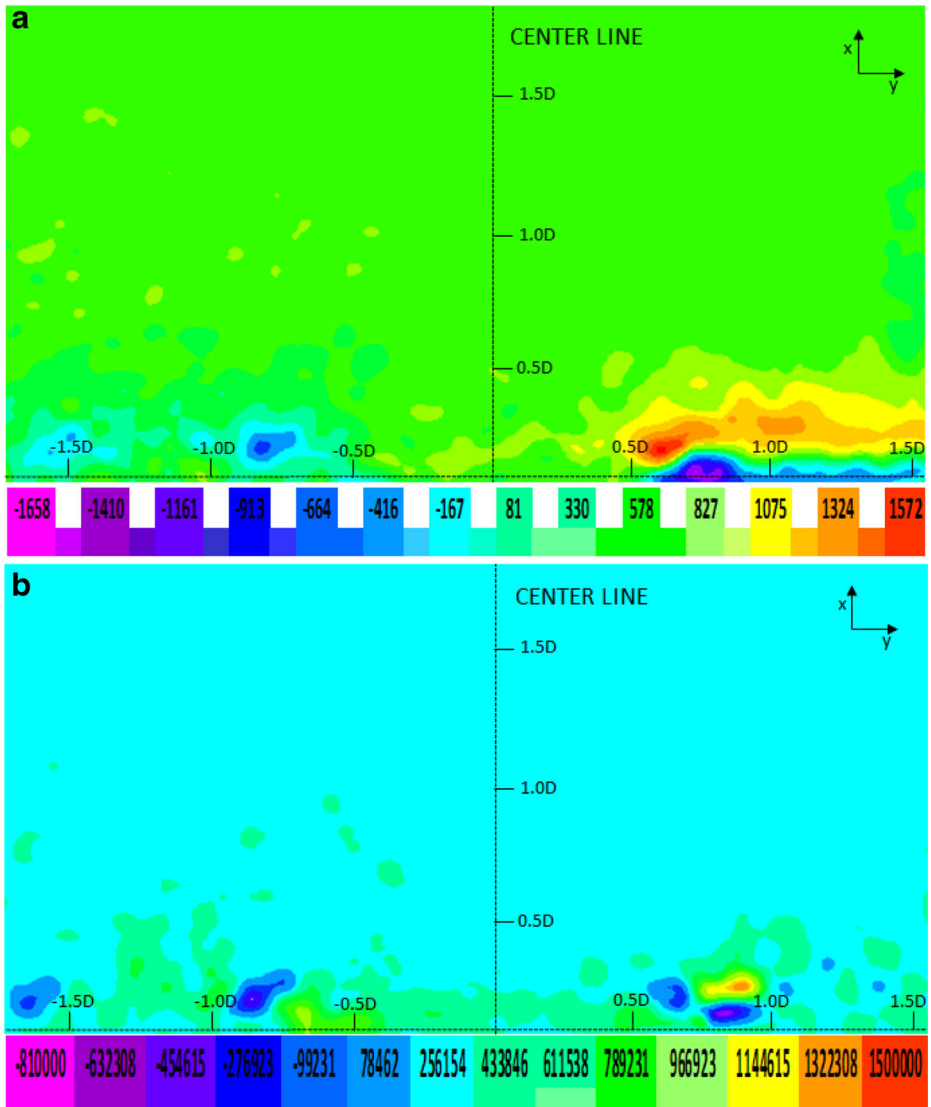 a
CENTER LINE
x
y
1.5D
1.0D
0.5D
-1.5D -1.0D -0.5D 0.5D 1.0D 1.5D
-1658 -1410 -1161 -913 -664 -416 -167 81 330 578 827 1075 1324 1572
b
CENTER LINE
x
y
1.5D
1.0D
0.5D
-1.5D -1.0D -0.5D 0.5D 1.0D 1.5D
-810000 -632308 -454615 -276923 -99231 78462 256154 433846 611538 789231 966923 1144615 1322308 1500000